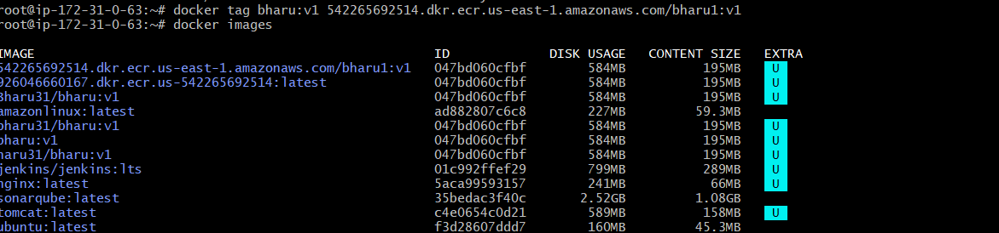 root@ip-172-31-0-63:~# docker tag bharu:v1 542265692514.dkr.ecr.us-east-1.amazonaws.com/bharu1:v1
root@ip-172-31-0-63:~# docker images
IMAGE ID DISK USAGE CONTENT SIZE EXTRA
542265692514.dkr.ecr.us-east-1.amazonaws.com/bharu1:v1 047bd060cfbf 584MB 195MB U
926046660167.dkr.ecr.us-542265692514:latest 047bd060cfbf 584MB 195MB U
3haru31/bharu:v1 047bd060cfbf 584MB 195MB U
amazonlinux:latest ad882807c6c8 227MB 59.3MB
bharu31/bharu:v1 047bd060cfbf 584MB 195MB U
bharu:v1 047bd060cfbf 584MB 195MB U
haru31/bharu:v1 047bd060cfbf 584MB 195MB U
jenkins/jenkins:lts 01c992ffef29 799MB 289MB U
nginx:latest 5aca99593157 241MB 66MB U
sonarqube:latest 35bedac3f40c 2.52GB 1.08GB
tomcat:latest c4e0654c0d21 589MB 158MB U
ubuntu:latest f3d28607ddd7 160MB 45.3MB